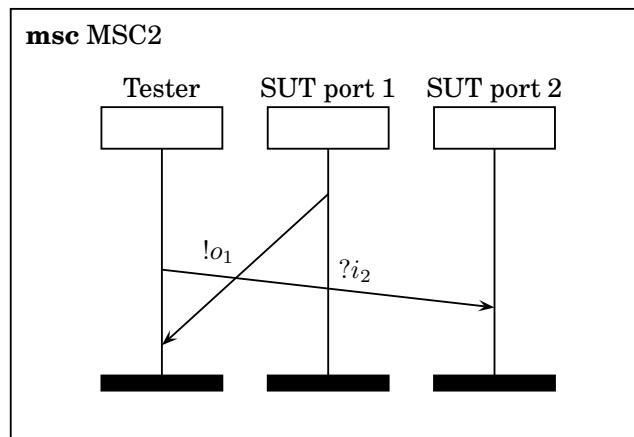 msc MSC2
Tester SUT port 1 SUT port 2
!o₁
?i₂